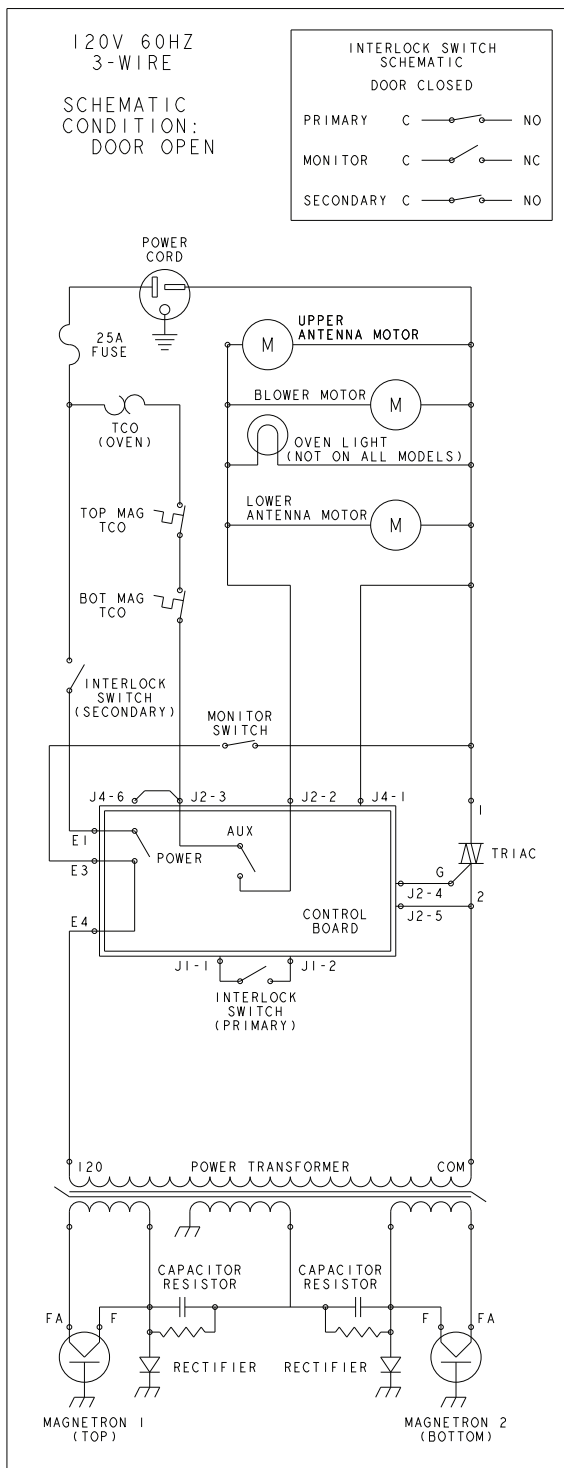 120V 60HZ
3-WIRE
SCHEMATIC
CONDITION:
DOOR OPEN
INTERLOCK SWITCH
SCHEMATIC
DOOR CLOSED
PRIMARY C NO
MONITOR C NC
SECONDARY C NO
POWER
CORD
25A
FUSE
UPPER
ANTENNA MOTOR
M
BLOWER MOTOR
M
TCO
(OVEN)
OVEN LIGHT
(NOT ON ALL MODELS)
TOP MAG
TCO
LOWER
ANTENNA MOTOR
M
BOT MAG
TCO
INTERLOCK
SWITCH
(SECONDARY)
MONITOR
SWITCH
J4-6 J2-3 J2-2 J4-1
1
E1
POWER
AUX
TRIAC
E3
G
J2-4
2
E4
CONTROL
BOARD
J2-5
J1-1 J1-2
INTERLOCK
SWITCH
(PRIMARY)
120 POWER TRANSFORMER COM
CAPACITOR
RESISTOR
CAPACITOR
RESISTOR
FA F
F FA
RECTIFIER RECTIFIER
MAGNETRON 1
(TOP)
MAGNETRON 2
(BOTTOM)